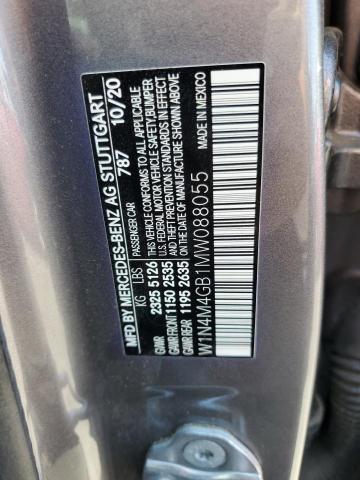 MFD BY MERCEDES-BENZ AG STUTTGART
787 10/20
PASSENGER CAR
KG LBS
GVWR 2325 5126
GAWR FRONT 1150 2535
GAWR REAR 1195 2635
THIS VEHICLE CONFORMS TO ALL APPLICABLE
U.S. FEDERAL MOTOR VEHICLE SAFETY, BUMPER
AND THEFT PREVENTION STANDARDS IN EFFECT
ON THE DATE OF MANUFACTURE SHOWN ABOVE
W1N4M4GB1MW088055
MADE IN MEXICO